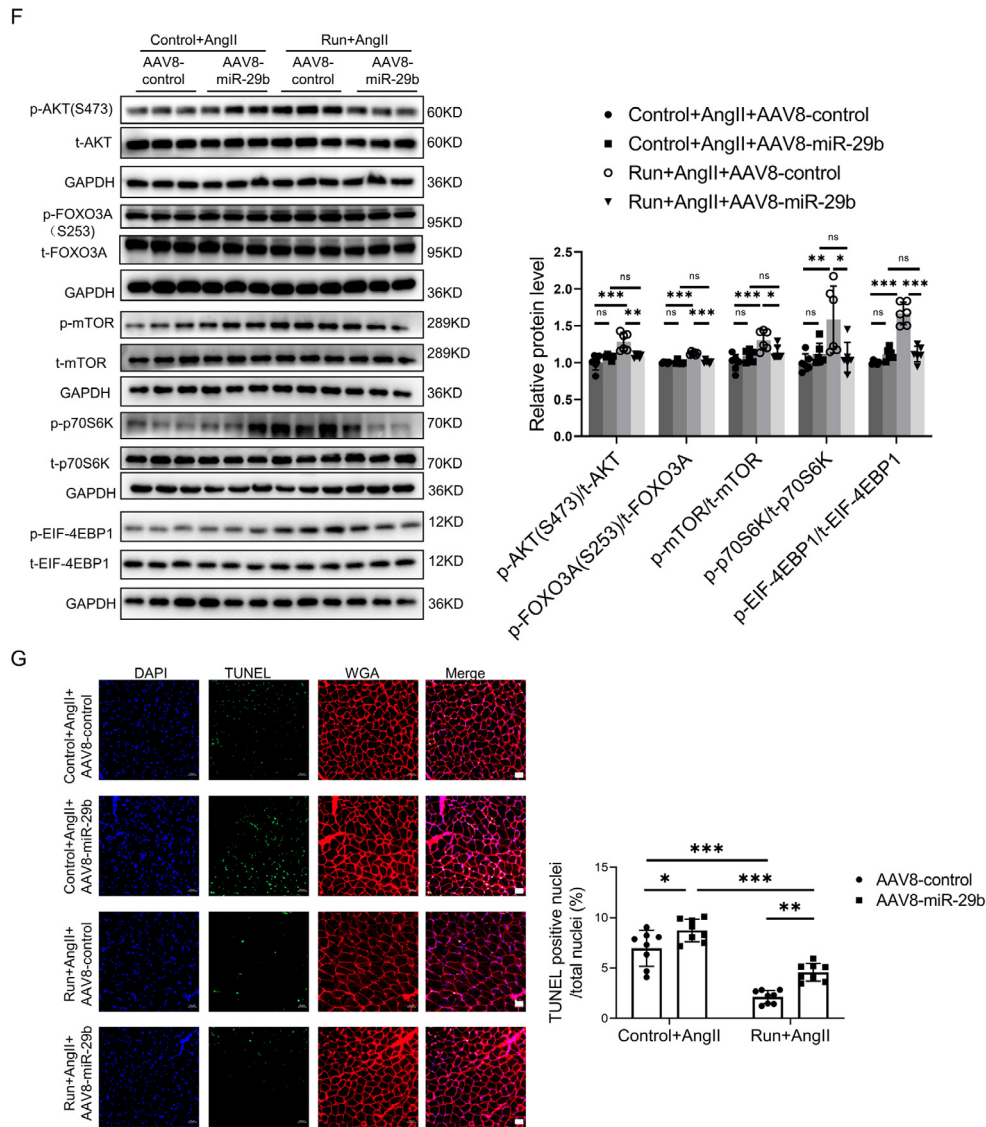 F
Control+AngII
Run+AngII
AAV8-
control
AAV8-
miR-29b
AAV8-
control
AAV8-
miR-29b
p-AKT(S473)
60KD
t-AKT
60KD
GAPDH
36KD
p-FOXO3A
（S253)
95KD
t-FOXO3A
95KD
GAPDH
36KD
p-mTOR
289KD
t-mTOR
289KD
GAPDH
36KD
p-p70S6K
70KD
t-p70S6K
70KD
GAPDH
36KD
p-EIF-4EBP1
12KD
t-EIF-4EBP1
12KD
GAPDH
36KD
Control+AngII+AAV8-control
Control+AngII+AAV8-miR-29b
Run+AngII+AAV8-control
Run+AngII+AAV8-miR-29b
Relative protein level
2.5
2.0
1.5
1.0
0.5
0.0
ns
***
ns
**
ns
***
ns
***
ns
***
ns
*
ns
**
ns
*
ns
***
ns
***
p-AKT(S473)/t-AKT
p-FOXO3A(S253)/t-FOXO3A
p-mTOR/t-mTOR
p-p70S6K/t-p70S6K
p-EIF-4EBP1/t-EIF-4EBP1
G
DAPI
TUNEL
WGA
Merge
Control+AngII+
AAV8-control
Control+AngII+
AAV8-miR-29b
Run+AngII+
AAV8-control
Run+AngII+
AAV8-miR-29b
TUNEL positive nuclei
/total nuclei (%)
15
10
5
0
***
*
***
**
Control+AngII
Run+AngII
AAV8-control
AAV8-miR-29b